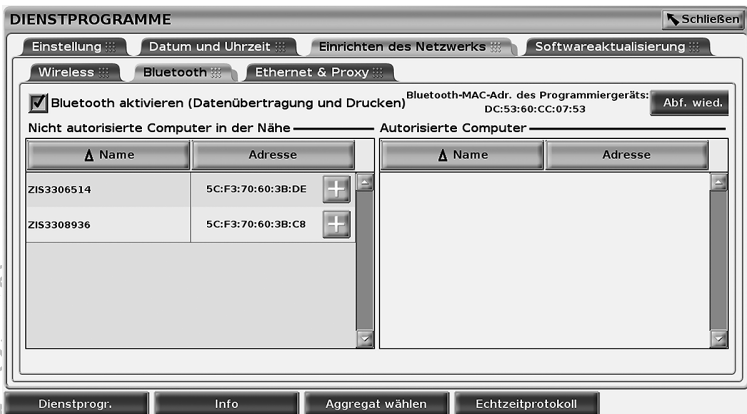 DIENSTPROGRAMME
Schließen
Einstellung
Datum und Uhrzeit
Einrichten des Netzwerks
Softwareaktualisierung
Wireless
Bluetooth
Ethernet & Proxy
Bluetooth aktivieren (Datenübertragung und Drucken)
Bluetooth-MAC-Adr. des Programmiergeräts:
DC:53:60:CC:07:53
Abf. wied.
Nicht autorisierte Computer in der Nähe
Autorisierte Computer
Name
Adresse
Name
Adresse
ZIS3306514
5C:F3:70:60:3B:DE
ZIS3308936
5C:F3:70:60:3B:C8
Dienstprogr.
Info
Aggregat wählen
Echtzeitprotokoll